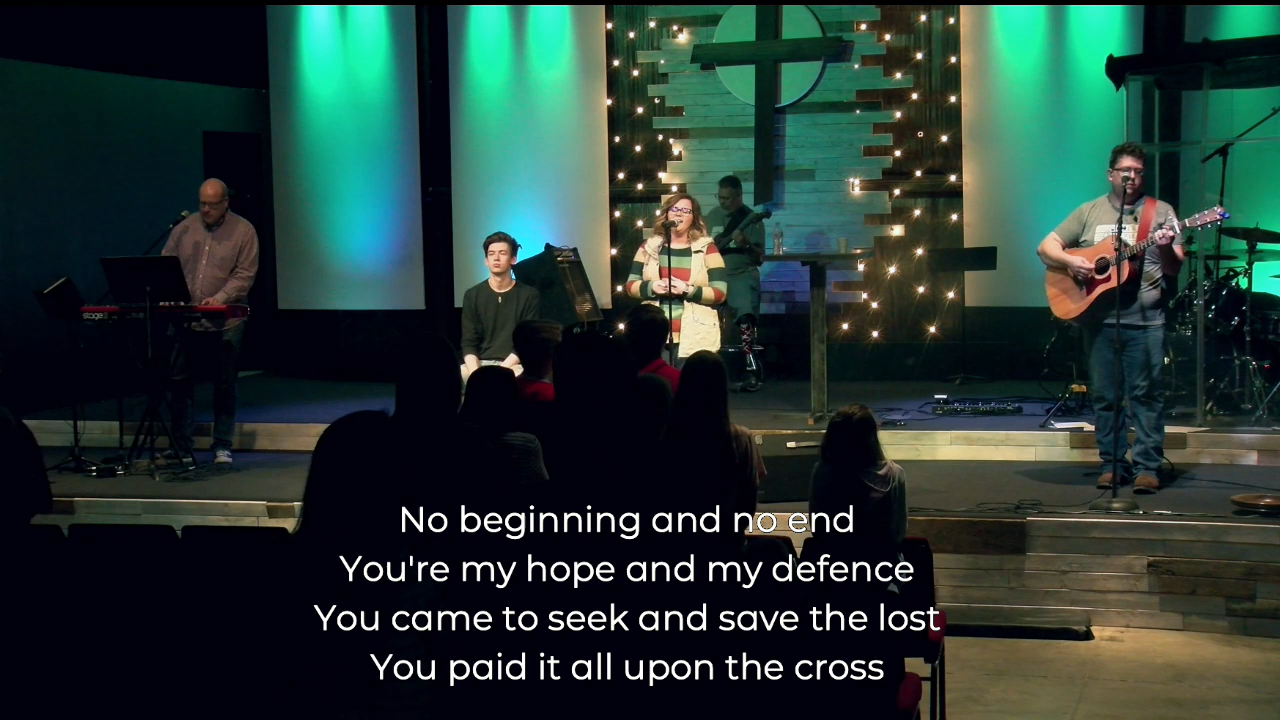 stage
No beginning and no end
You're my hope and my defence
You came to seek and save the lost
You paid it all upon the cross